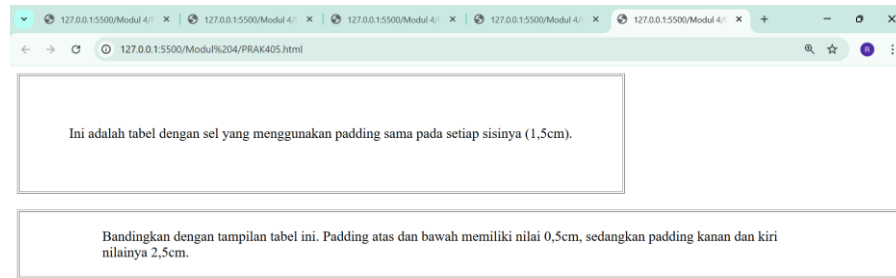 127.0.0.1:5500/Modul 4/
127.0.0.1:5500/Modul 4/
127.0.0.1:5500/Modul 4/
127.0.0.1:5500/Modul 4/
127.0.0.1:5500/Modul 4/
127.0.0.1:5500/Modul%204/PRAK405.html
R
Ini adalah tabel dengan sel yang menggunakan padding sama pada setiap sisinya (1,5cm).
Bandingkan dengan tampilan tabel ini. Padding atas dan bawah memiliki nilai 0,5cm, sedangkan padding kanan dan kiri
nilainya 2,5cm.